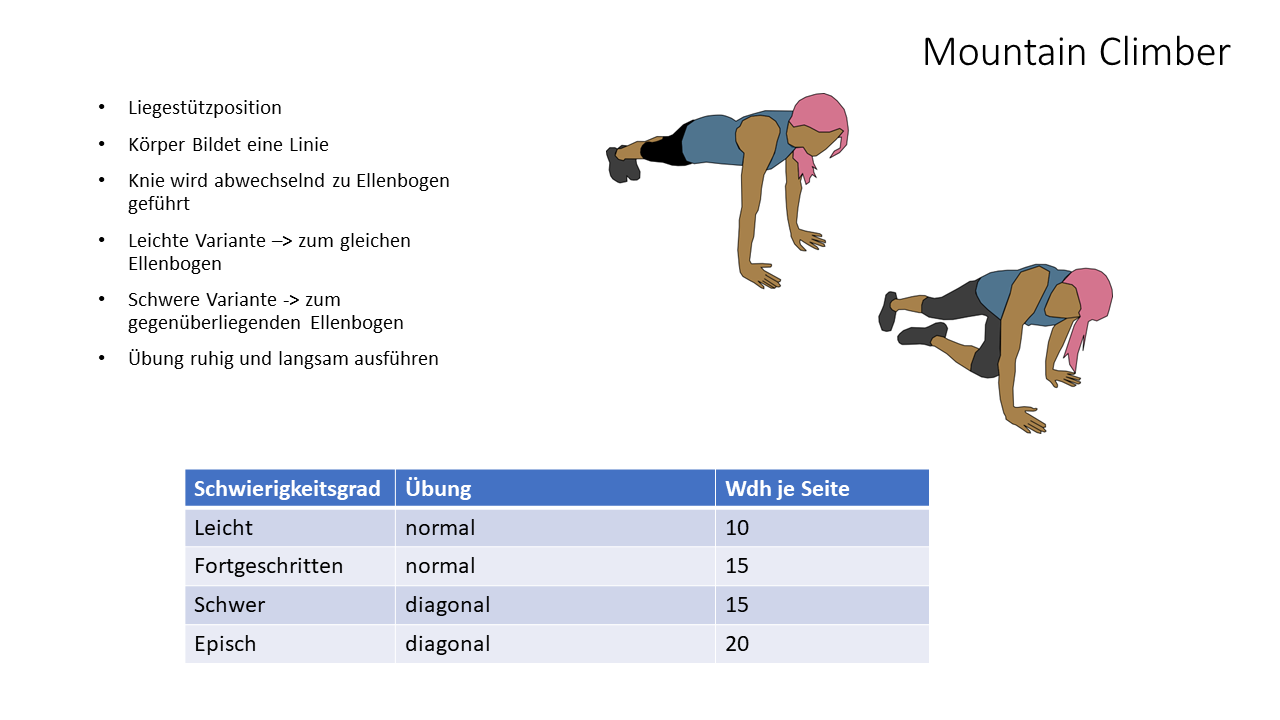 Mountain Climber
• Liegestützposition
• Körper Bildet eine Linie
• Knie wird abwechselnd zu Ellenbogen
geführt
• Leichte Variante –> zum gleichen
Ellenbogen
• Schwere Variante -> zum
gegenüberliegenden Ellenbogen
• Übung ruhig und langsam ausführen
Schwierigkeitsgrad Übung Wdh je Seite
Leicht normal 10
Fortgeschritten normal 15
Schwer diagonal 15
Episch diagonal 20